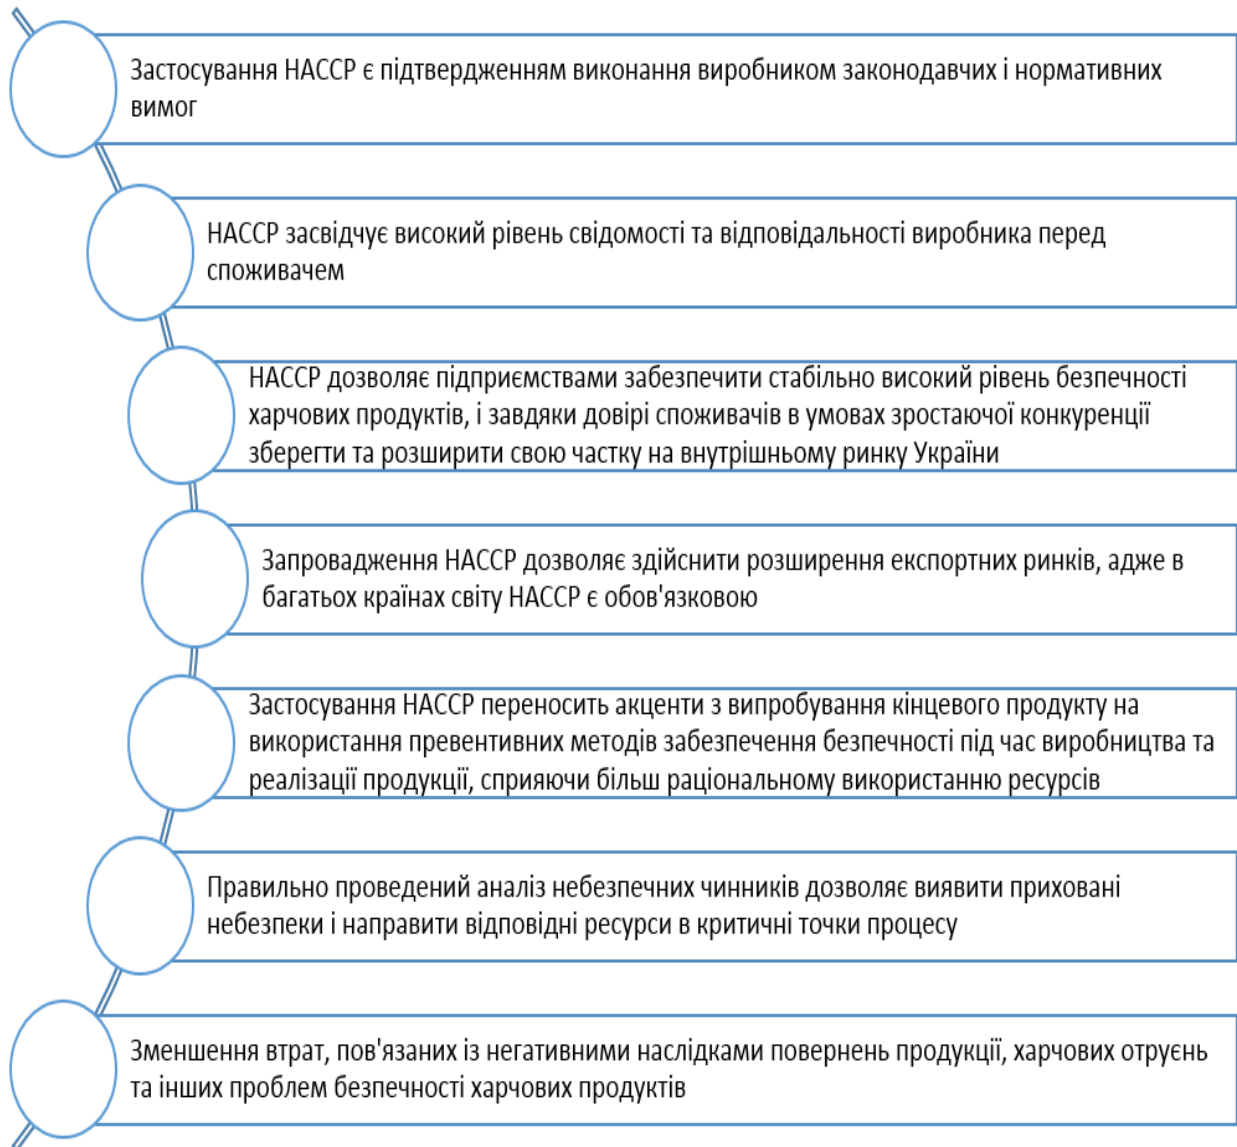 Застосування НАССР є підтвердженням виконання виробником законодавчих і нормативних
вимог
НАССР засвідчує високий рівень свідомості та відповідальності виробника перед
споживачем
НАССР дозволяє підприємствами забезпечити стабільно високий рівень безпечності
харчових продуктів, і завдяки довірі споживачів в умовах зростаючої конкуренції
зберегти та розширити свою частку на внутрішньому ринку України
Запровадження НАССР дозволяє здійснити розширення експортних ринків, адже в
багатьох країнах світу НАССР є обов'язковою
Застосування НАССР переносить акценти з випробування кінцевого продукту на
використання превентивних методів забезпечення безпечності під час виробництва та
реалізації продукції, сприяючи більш раціональному використанню ресурсів
Правильно проведений аналіз небезпечних чинників дозволяє виявити приховані
небезпеки і направити відповідні ресурси в критичні точки процесу
Зменшення втрат, пов'язаних із негативними наслідками повернень продукції, харчових отруєнь
та інших проблем безпечності харчових продуктів